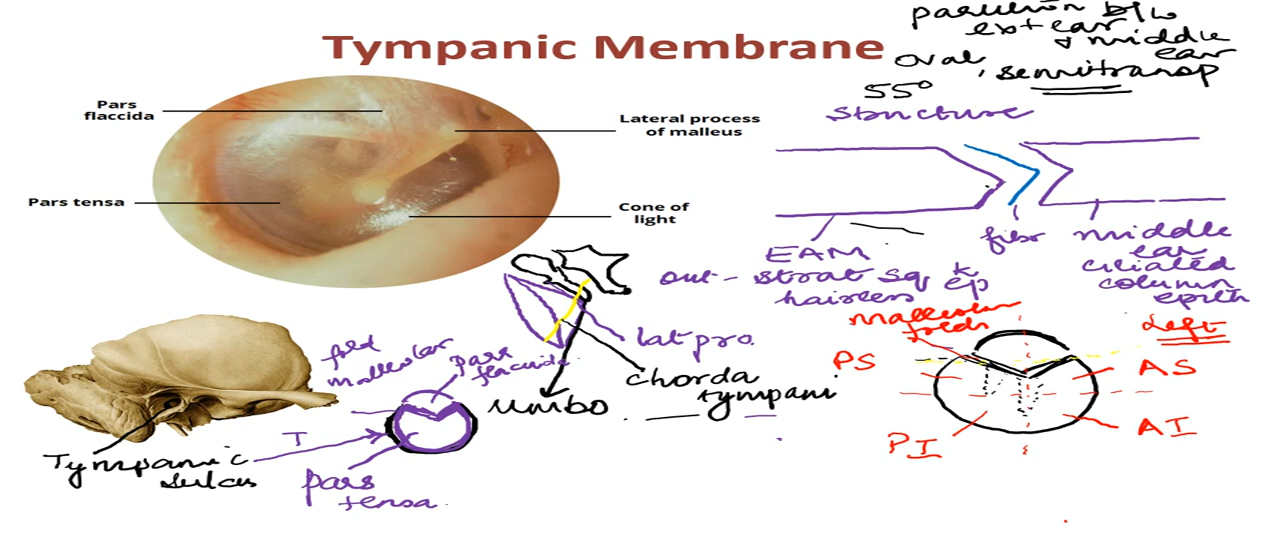 Tympanic Membrane
partition b/w
ext ear
& middle
ear
oval, semitransp
55°
Structure
Pars
flaccida
Lateral process
of malleus
Pars tensa
Cone of
light
EAM
fibr
middle
ear
ciliated
column
epith
out - strat sq k ep
hairless
lat pro.
chorda
tympani
umbo
fold
malleolar
pars
flaccida
T
Tympanic
sulcus
pars
tensa
malleolar
folds
Left
PS
AS
PI
AI